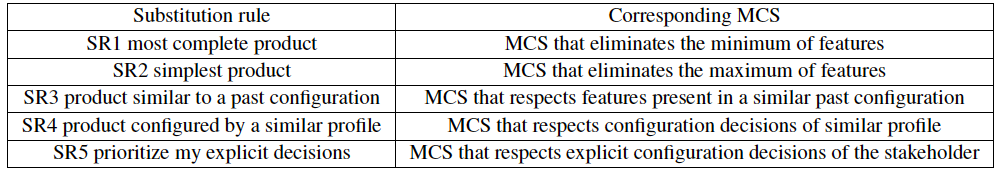 Substitution rule Corresponding MCS
SR1 most complete product MCS that eliminates the minimum of features
SR2 simplest product MCS that eliminates the maximum of features
SR3 product similar to a past configuration MCS that respects features present in a similar past configuration
SR4 product configured by a similar profile MCS that respects configuration decisions of similar profile
SR5 prioritize my explicit decisions MCS that respects explicit configuration decisions of the stakeholder